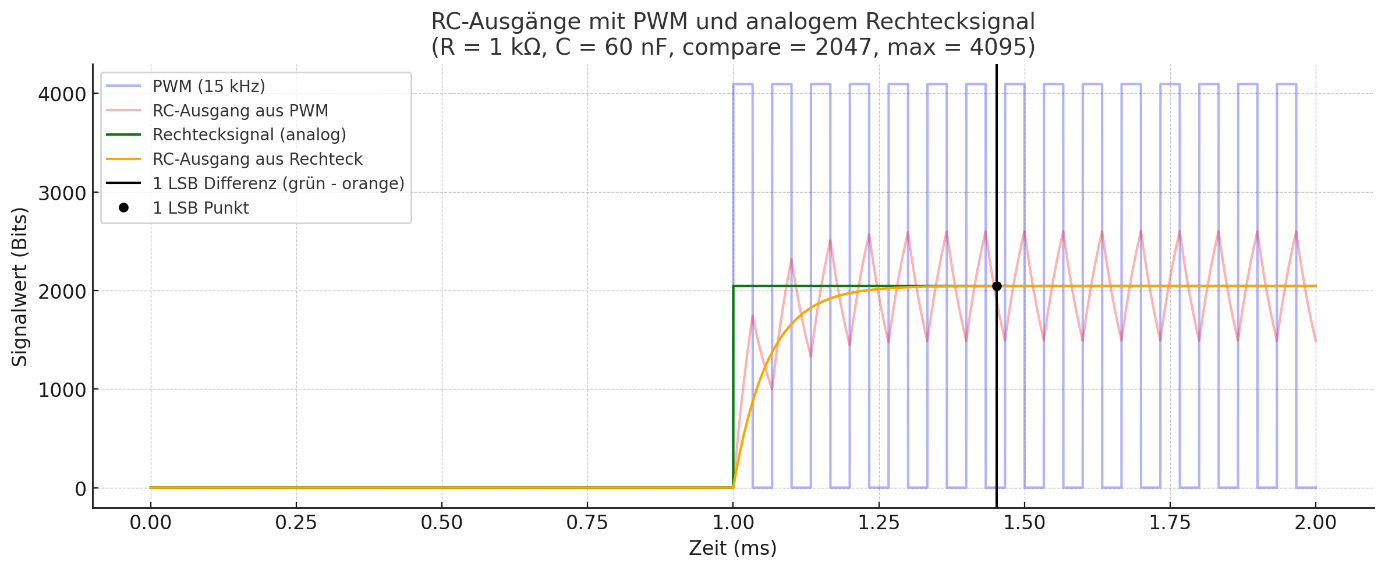 RC-Ausgänge mit PWM und analogem Rechtecksignal
(R = 1 kΩ, C = 60 nF, compare = 2047, max = 4095)
PWM (15 kHz)
RC-Ausgang aus PWM
Rechtecksignal (analog)
RC-Ausgang aus Rechteck
1 LSB Differenz (grün - orange)
1 LSB Punkt
Signalwert (Bits)
4000
3000
2000
1000
0
0.00 0.25 0.50 0.75 1.00 1.25 1.50 1.75 2.00
Zeit (ms)